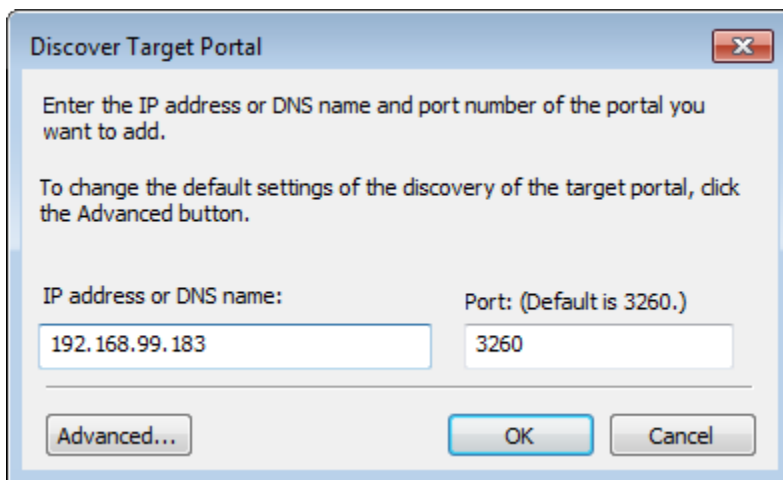 Discover Target Portal
Enter the IP address or DNS name and port number of the portal you
want to add.
To change the default settings of the discovery of the target portal, click
the Advanced button.
IP address or DNS name:
Port: (Default is 3260.)
192.168.99.183
3260
Advanced...
OK
Cancel